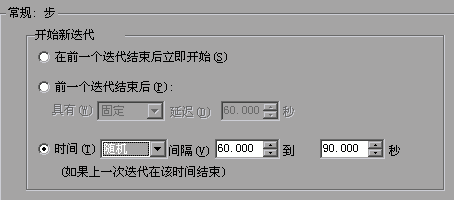 常规: 步
开始新迭代
在前一个迭代结束后立即开始(S)
前一个迭代结束后(P):
具有(W) 固定 延迟(D) 60.000 秒
时间(I) 随机 间隔(V) 60.000 到 90.000 秒
(如果上一次迭代在该时间结束)